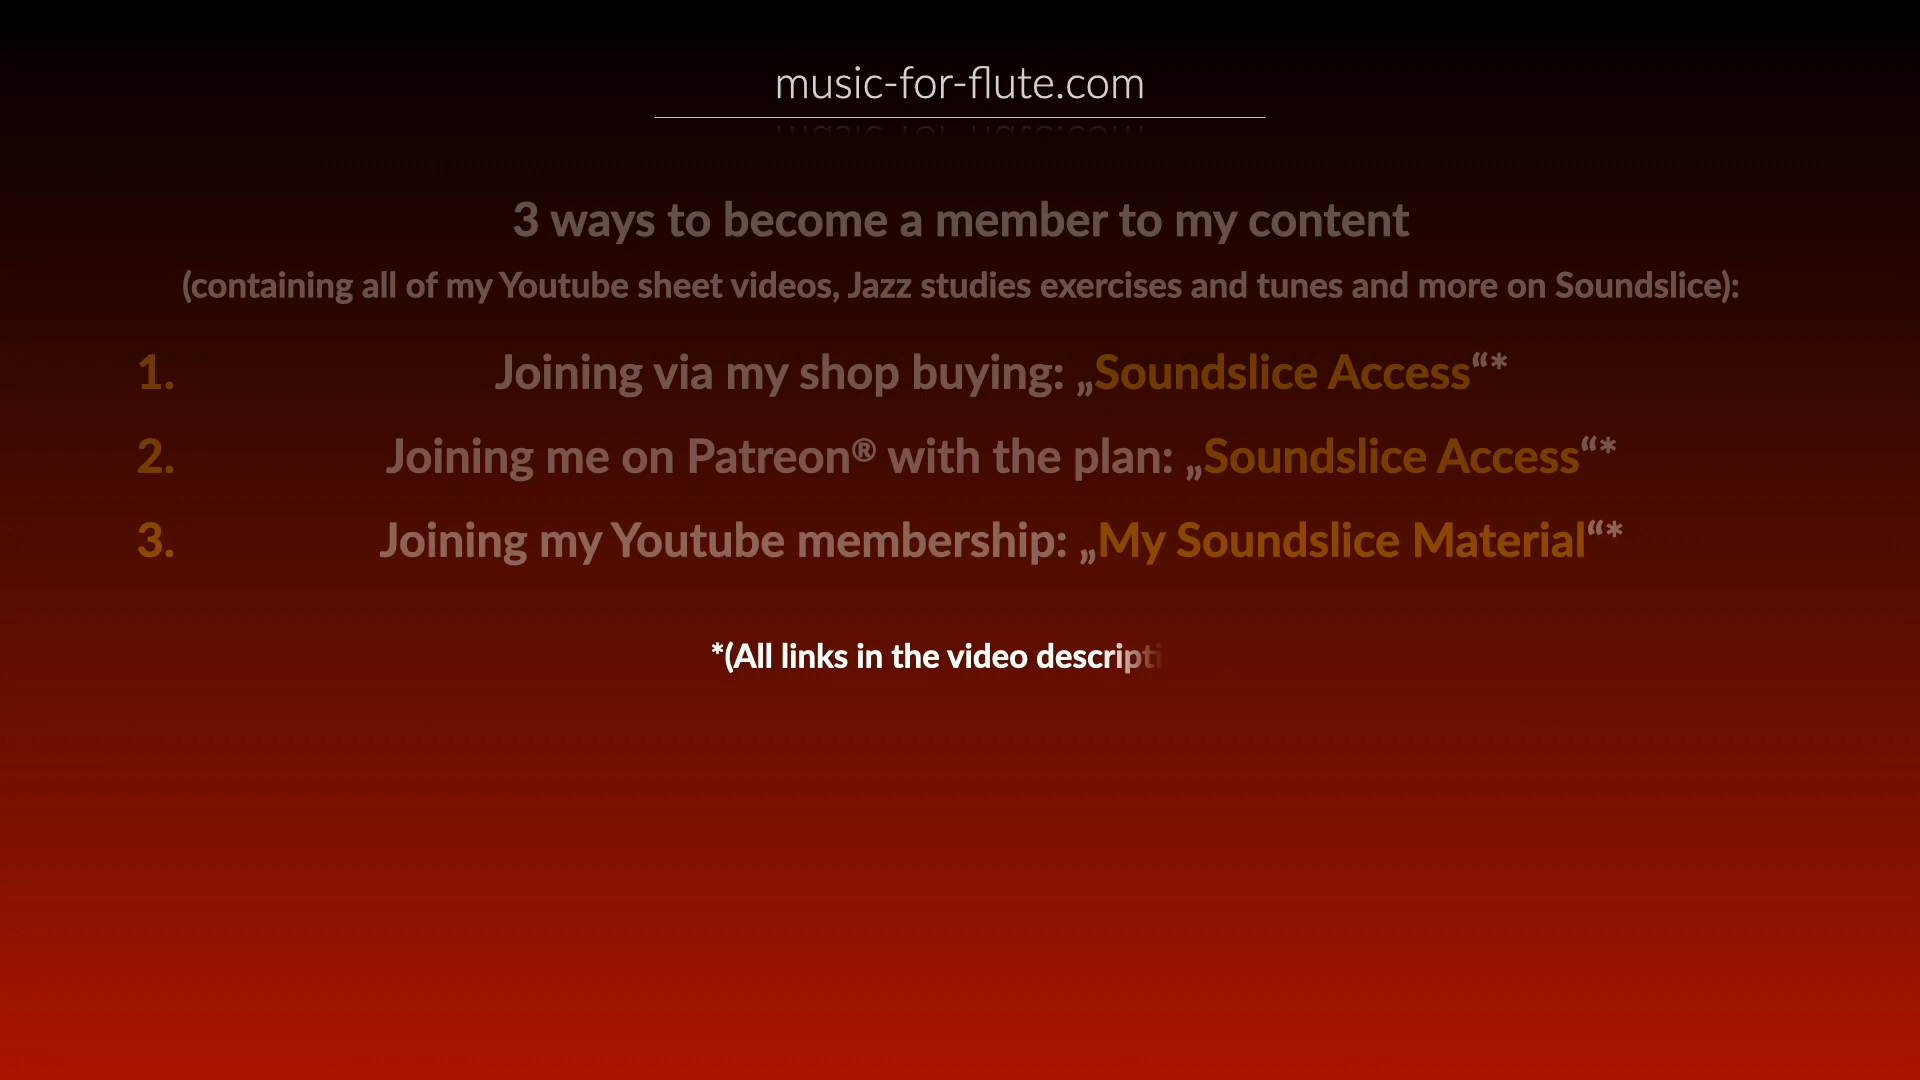 music-for-flute.com
3 ways to become a member to my content
(containing all of my Youtube sheet videos, Jazz studies exercises and tunes and more on Soundslice):
1. Joining via my shop buying: „Soundslice Access“*
2. Joining me on Patreon® with the plan: „Soundslice Access“*
3. Joining my Youtube membership: „My Soundslice Material“*
*(All links in the video descripti